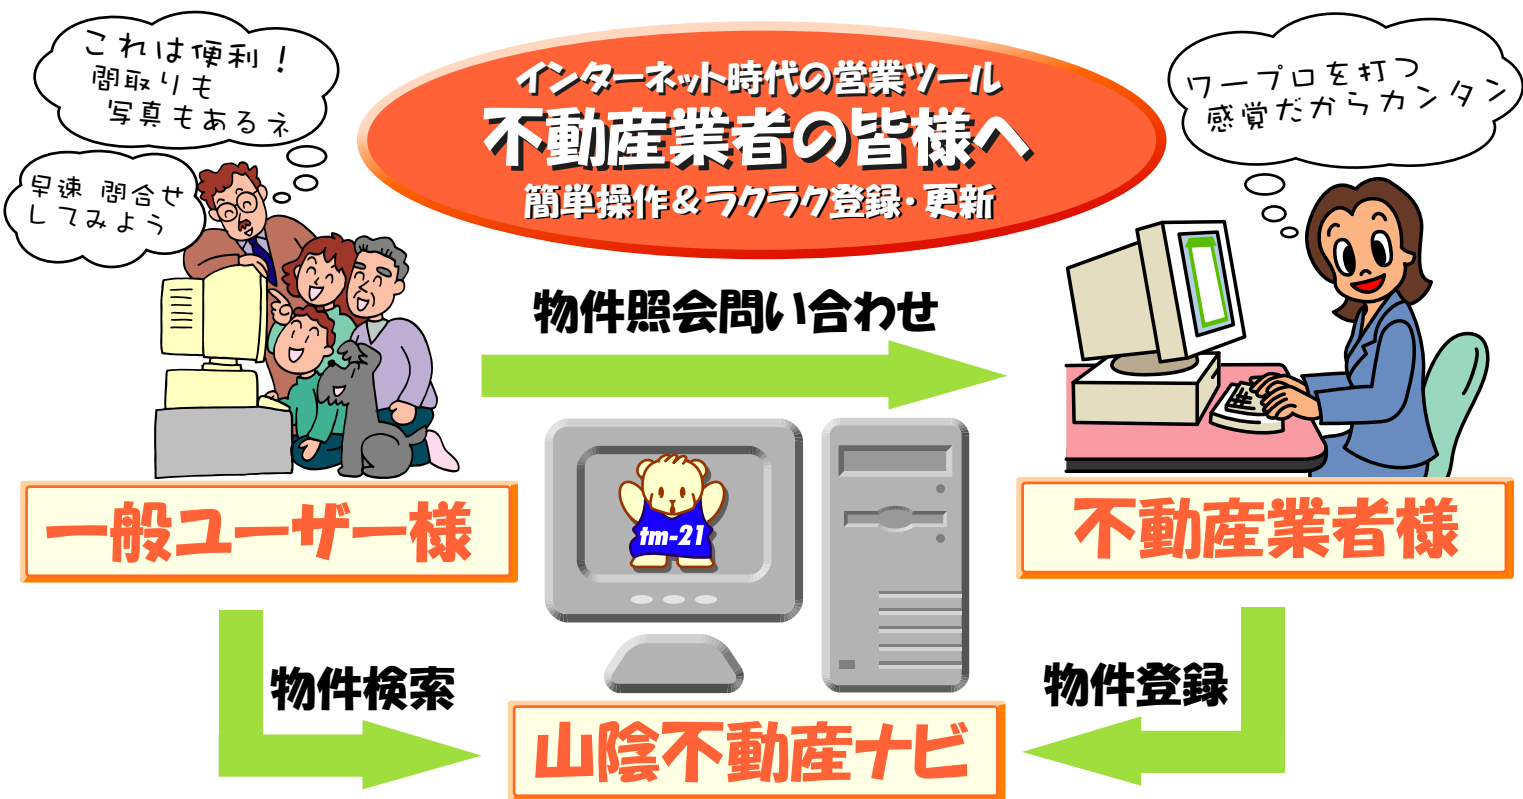 これは便利！
間取りも
写真もあるネ
早速 問合せ
してみよう
インターネット時代の営業ツール
不動産業者の皆様へ
簡単操作＆ラクラク登録・更新
ワープロを打つ
感覚だからカンタン
物件照会問い合わせ
tm-21
一般ユーザー様
不動産業者様
物件検索
物件登録
山陰不動産ナビ